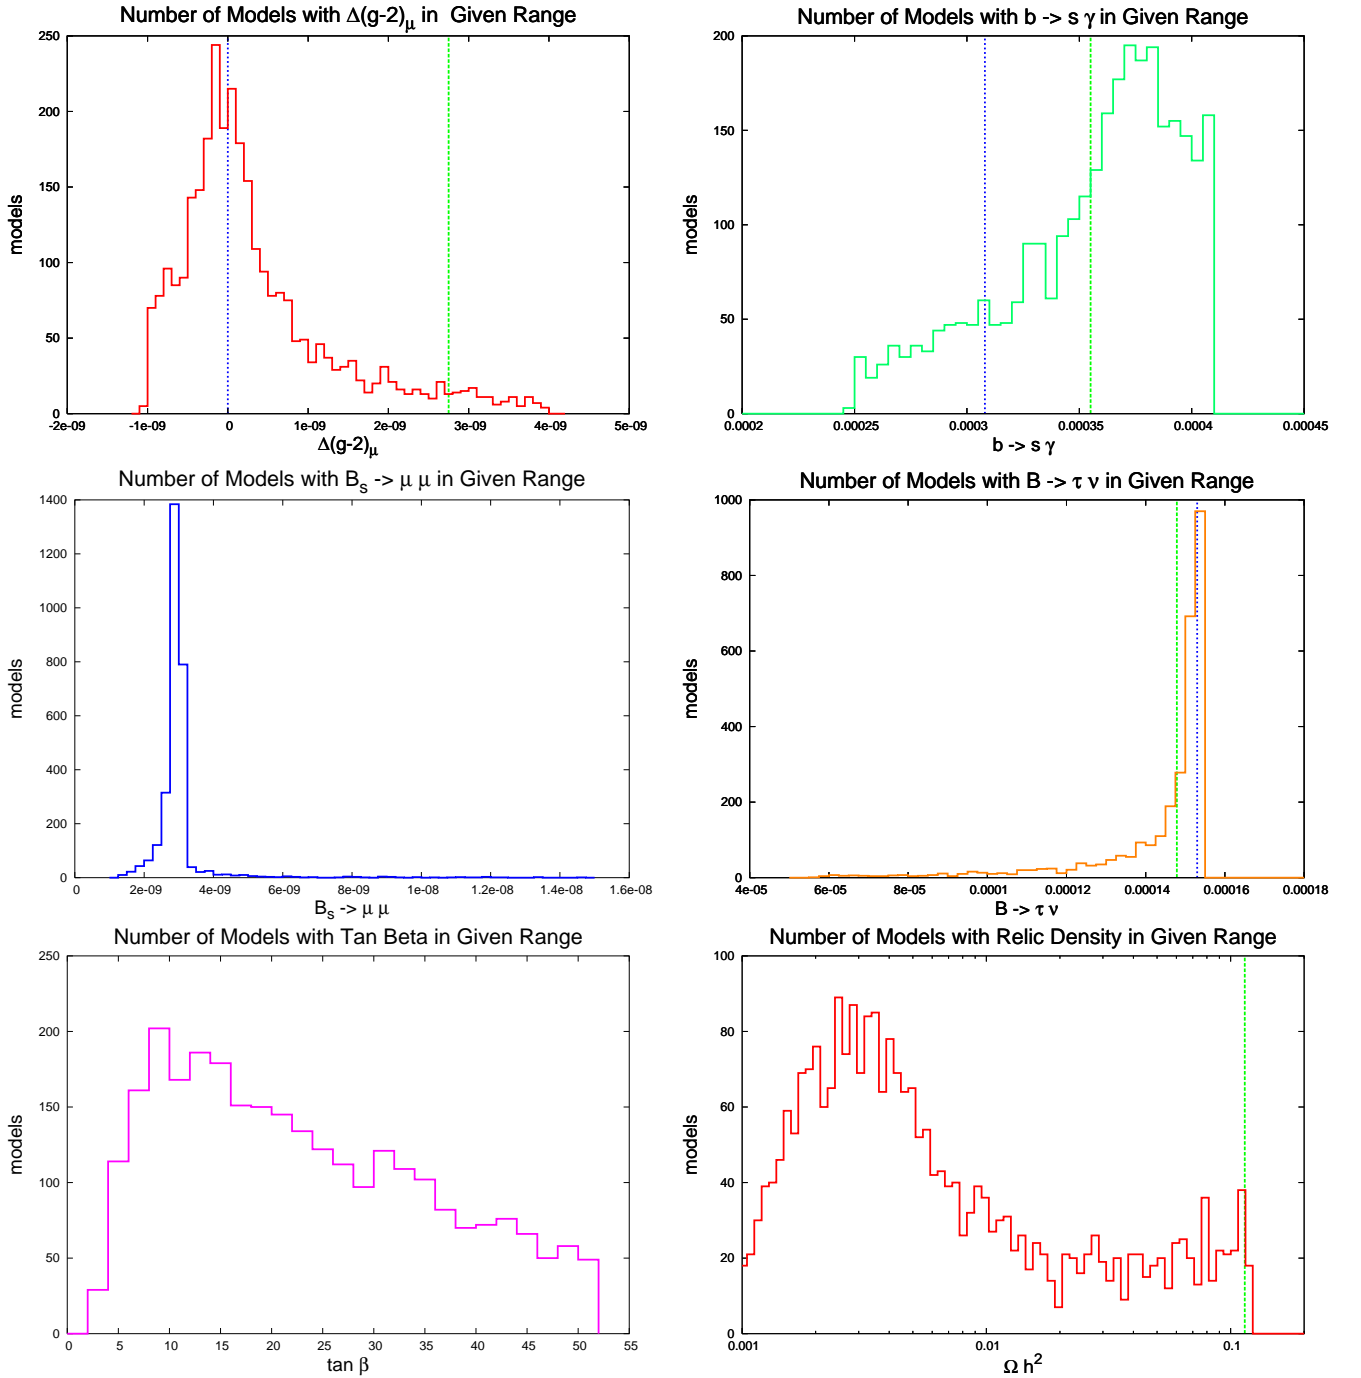 Number of Models with Δ(g-2)μ in Given Range
250
200
150
100
50
0
models
-2e-09 -1e-09 0 1e-09 2e-09 3e-09 4e-09 5e-09
Δ(g-2)μ
Number of Models with b -> s γ in Given Range
200
150
100
50
0
models
0.0002 0.00025 0.0003 0.00035 0.0004 0.00045
b -> s γ
Number of Models with Bs -> μ μ in Given Range
1400
1200
1000
800
600
400
200
0
models
0 2e-09 4e-09 6e-09 8e-09 1e-08 1.2e-08 1.4e-08 1.6e-08
Bs -> μ μ
Number of Models with B -> τ ν in Given Range
1000
800
600
400
200
0
models
4e-05 6e-05 8e-05 0.0001 0.00012 0.00014 0.00016 0.00018
B -> τ ν
Number of Models with Tan Beta in Given Range
250
200
150
100
50
0
models
0 5 10 15 20 25 30 35 40 45 50 55
tan β
Number of Models with Relic Density in Given Range
100
80
60
40
20
0
models
0.001 0.01 0.1
Ω h²